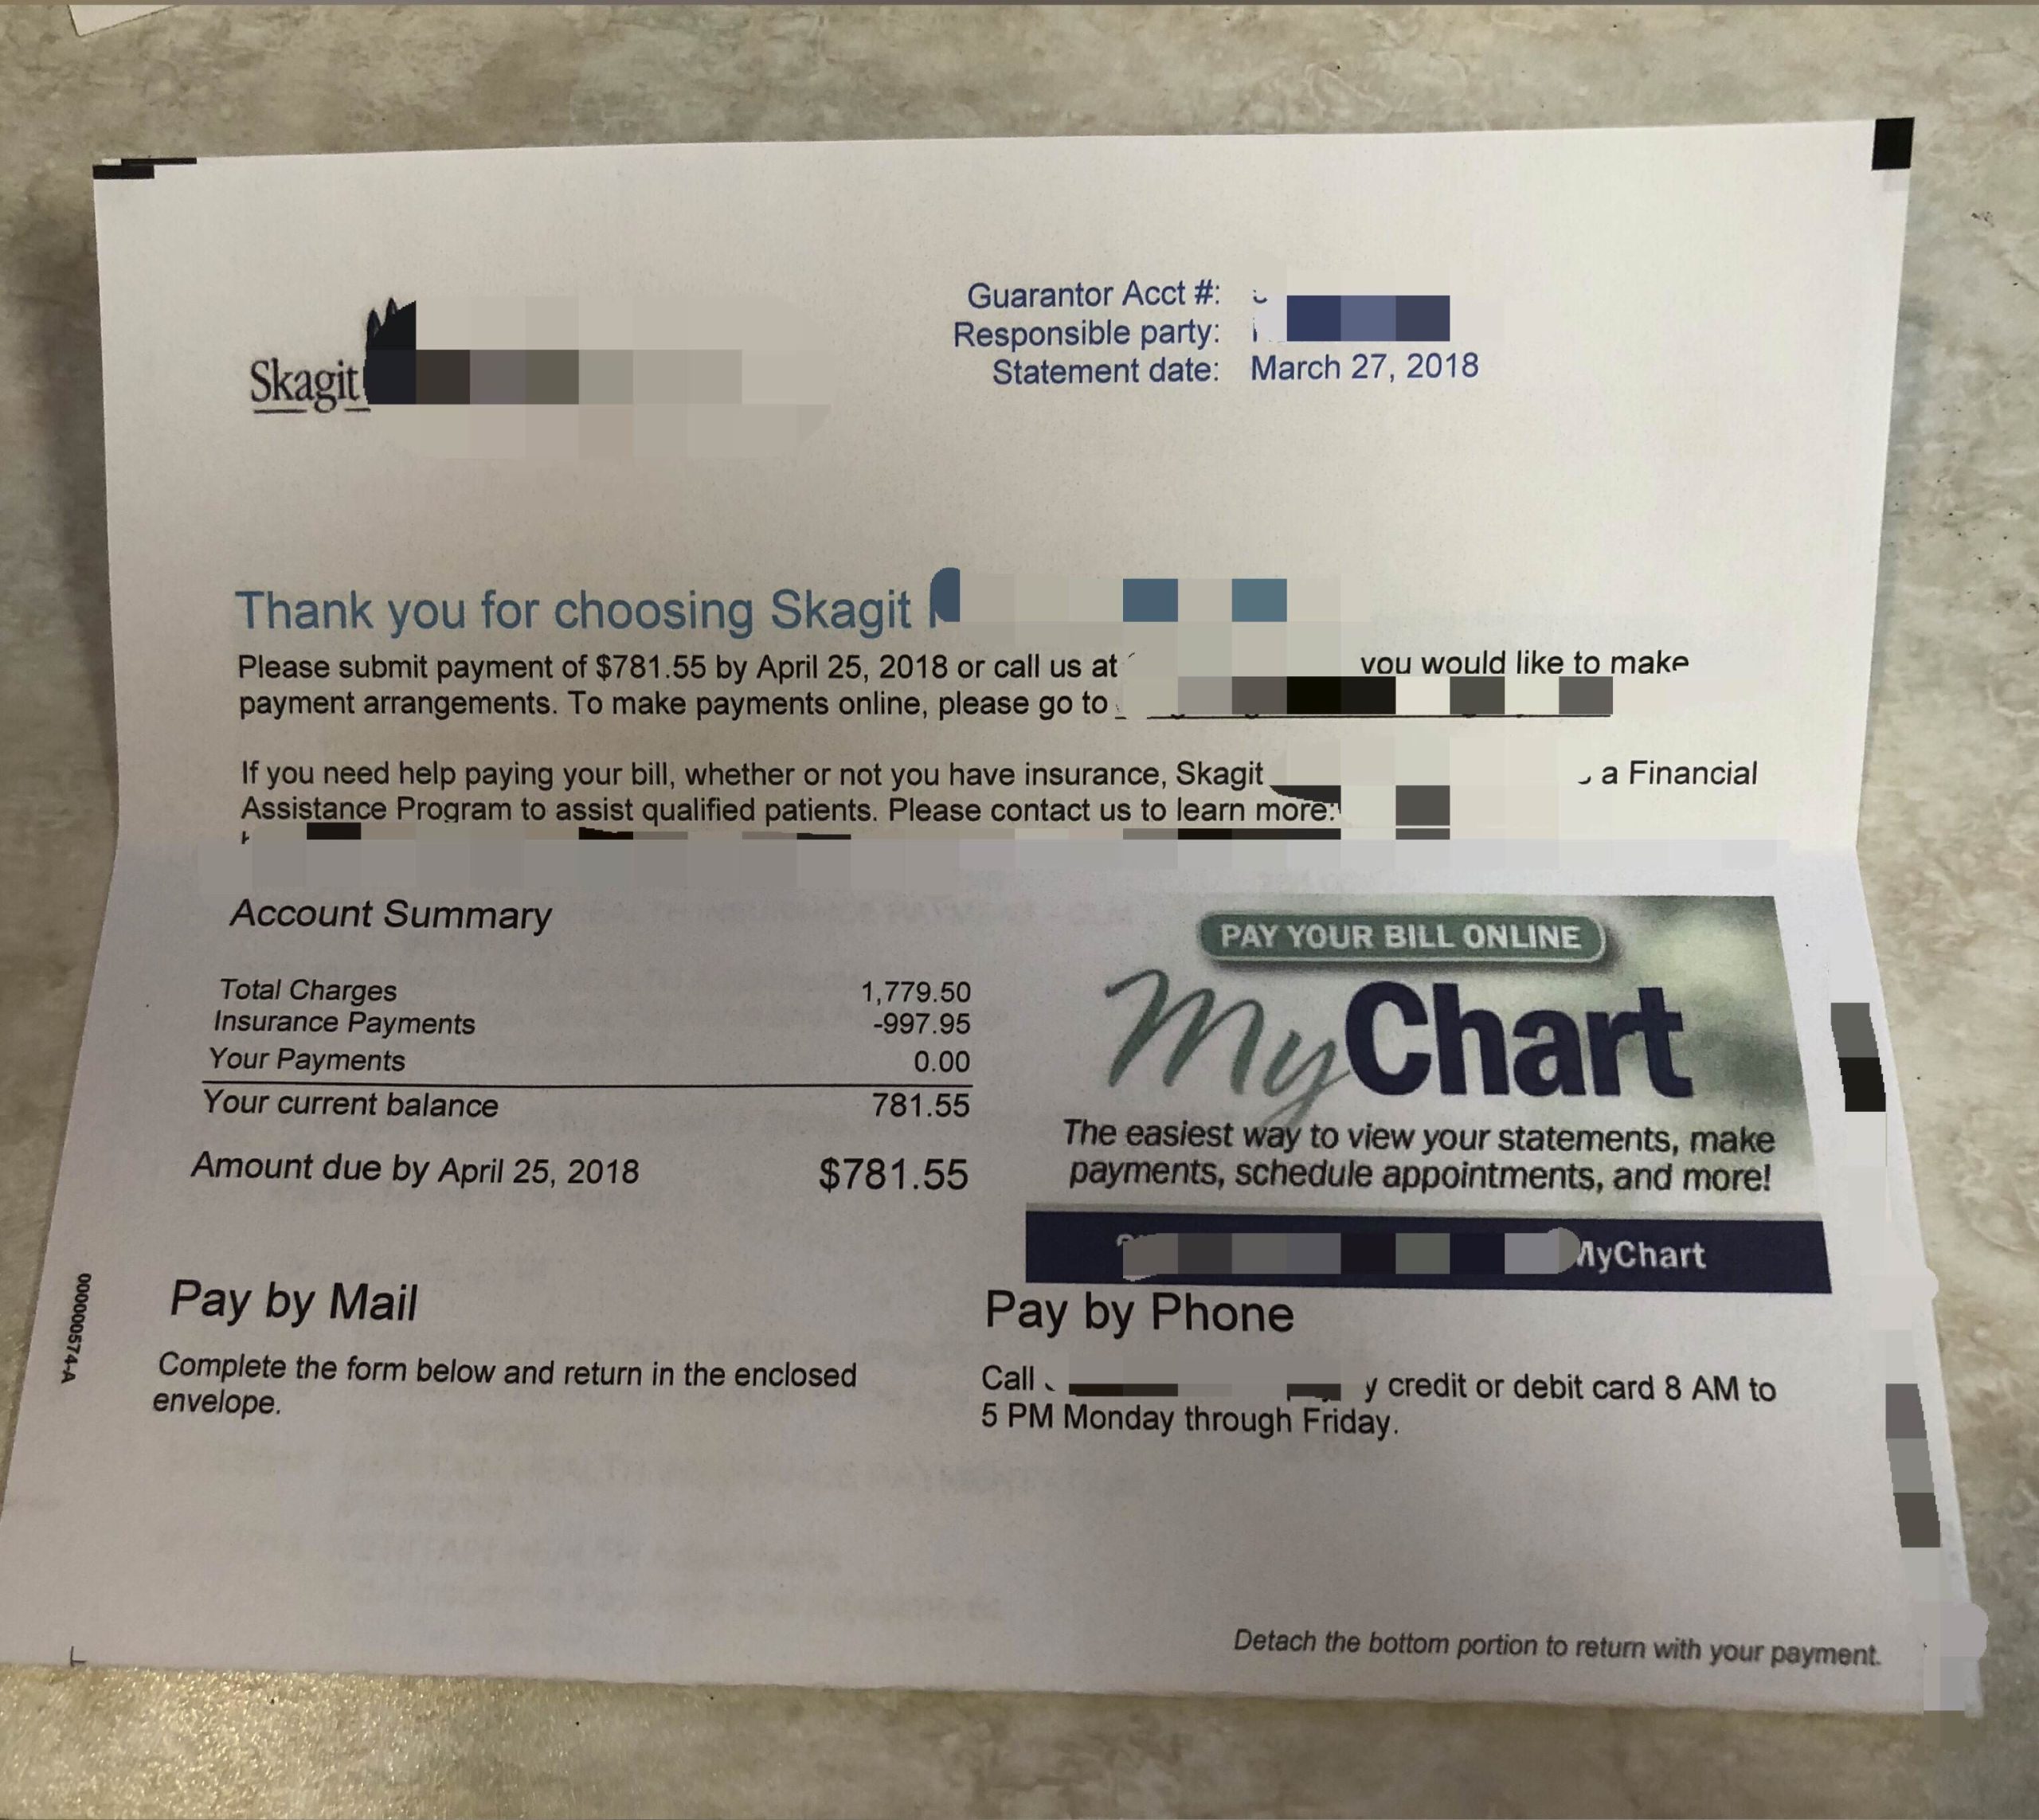 Guarantor Acct #:
Responsible party:
Statement date: March 27, 2018
Skagit
Thank you for choosing Skagit
Please submit payment of $781.55 by April 25, 2018 or call us at you would like to make
payment arrangements. To make payments online, please go to
If you need help paying your bill, whether or not you have insurance, Skagit a Financial
Assistance Program to assist qualified patients. Please contact us to learn more:
Account Summary
Total Charges 1,779.50
Insurance Payments -997.95
Your Payments 0.00
Your current balance 781.55
Amount due by April 25, 2018 $781.55
PAY YOUR BILL ONLINE
MyChart
The easiest way to view your statements, make
payments, schedule appointments, and more!
MyChart
Pay by Mail
Complete the form below and return in the enclosed
envelope.
Pay by Phone
Call y credit or debit card 8 AM to
5 PM Monday through Friday.
000000574-A
Detach the bottom portion to return with your payment.